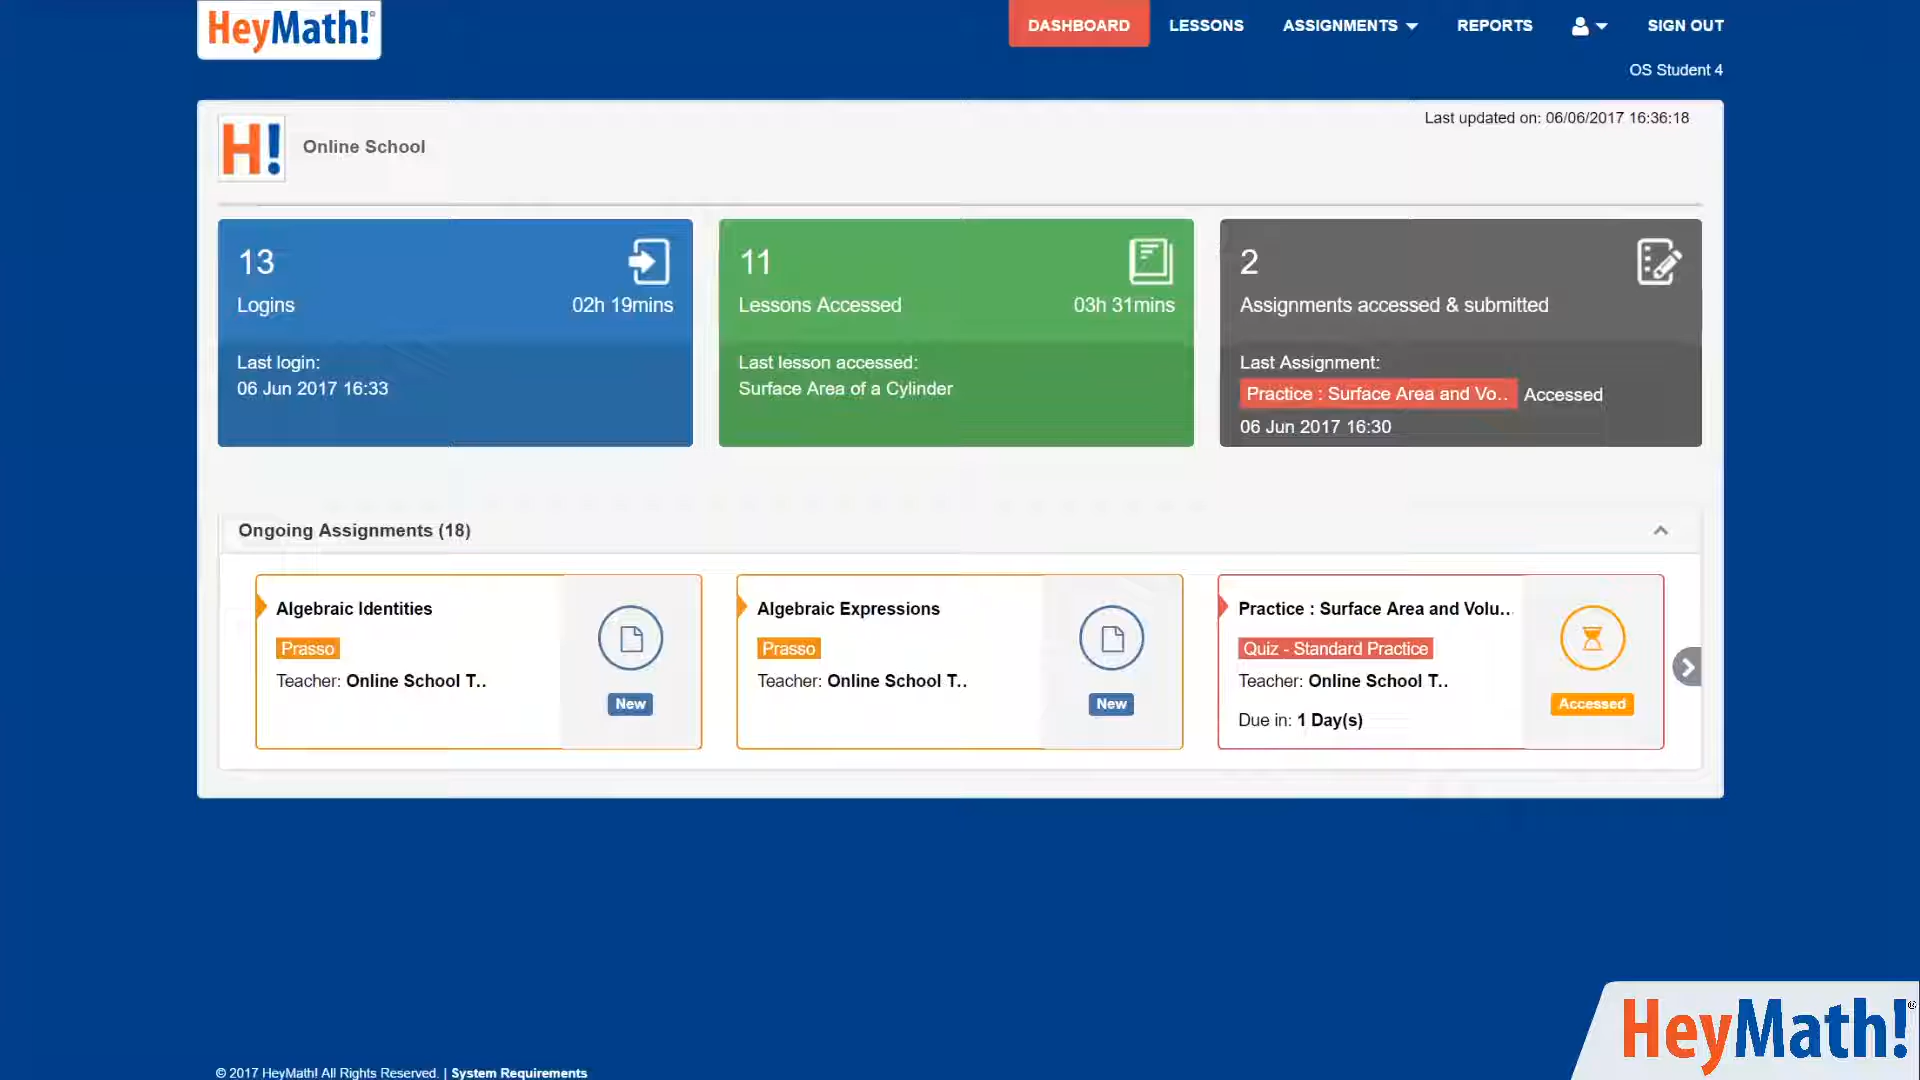 HeyMath!®
DASHBOARD LESSONS ASSIGNMENTS REPORTS SIGN OUT
OS Student 4
Last updated on: 06/06/2017 16:36:18
H! Online School
13
Logins 02h 19mins
Last login:
06 Jun 2017 16:33
11
Lessons Accessed 03h 31mins
Last lesson accessed:
Surface Area of a Cylinder
2
Assignments accessed & submitted
Last Assignment:
Practice : Surface Area and Vo.. Accessed
06 Jun 2017 16:30
Ongoing Assignments (18)
Algebraic Identities
Prasso
Teacher: Online School T..
New
Algebraic Expressions
Prasso
Teacher: Online School T..
New
Practice : Surface Area and Volu...
Quiz - Standard Practice
Teacher: Online School T..
Due in: 1 Day(s)
Accessed
© 2017 HeyMath! All Rights Reserved. | System Requirements
HeyMath!®